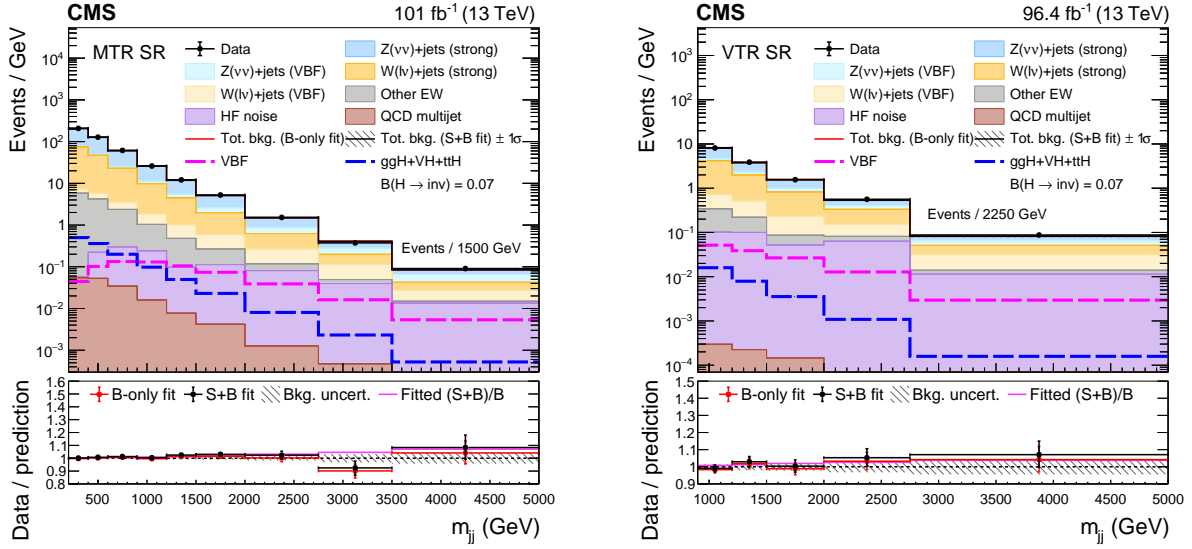 CMS 101 fb⁻¹ (13 TeV)
MTR SR
Data
Z(νν)+jets (strong)
Z(νν)+jets (VBF)
W(lν)+jets (strong)
W(lν)+jets (VBF)
Other EW
HF noise
QCD multijet
Tot. bkg. (B-only fit)
Tot. bkg. (S+B fit) ± 1σ
VBF
ggH+VH+ttH
B(H → inv) = 0.07
Events / 1500 GeV
Events / GeV
10⁴
10³
10²
10
1
10⁻¹
10⁻²
10⁻³
B-only fit S+B fit Bkg. uncert. Fitted (S+B)/B
Data / prediction
1.6
1.5
1.4
1.3
1.2
1.1
1
0.9
0.8
500 1000 1500 2000 2500 3000 3500 4000 4500 5000
m_jj (GeV)
CMS 96.4 fb⁻¹ (13 TeV)
VTR SR
Data
Z(νν)+jets (strong)
Z(νν)+jets (VBF)
W(lν)+jets (strong)
W(lν)+jets (VBF)
Other EW
HF noise
QCD multijet
Tot. bkg. (B-only fit)
Tot. bkg. (S+B fit) ± 1σ
VBF
ggH+VH+ttH
B(H → inv) = 0.07
Events / 2250 GeV
Events / GeV
10³
10²
10
1
10⁻¹
10⁻²
10⁻³
10⁻⁴
B-only fit S+B fit Bkg. uncert. Fitted (S+B)/B
Data / prediction
1.5
1.4
1.3
1.2
1.1
1
0.9
1000 1500 2000 2500 3000 3500 4000 4500 5000
m_jj (GeV)